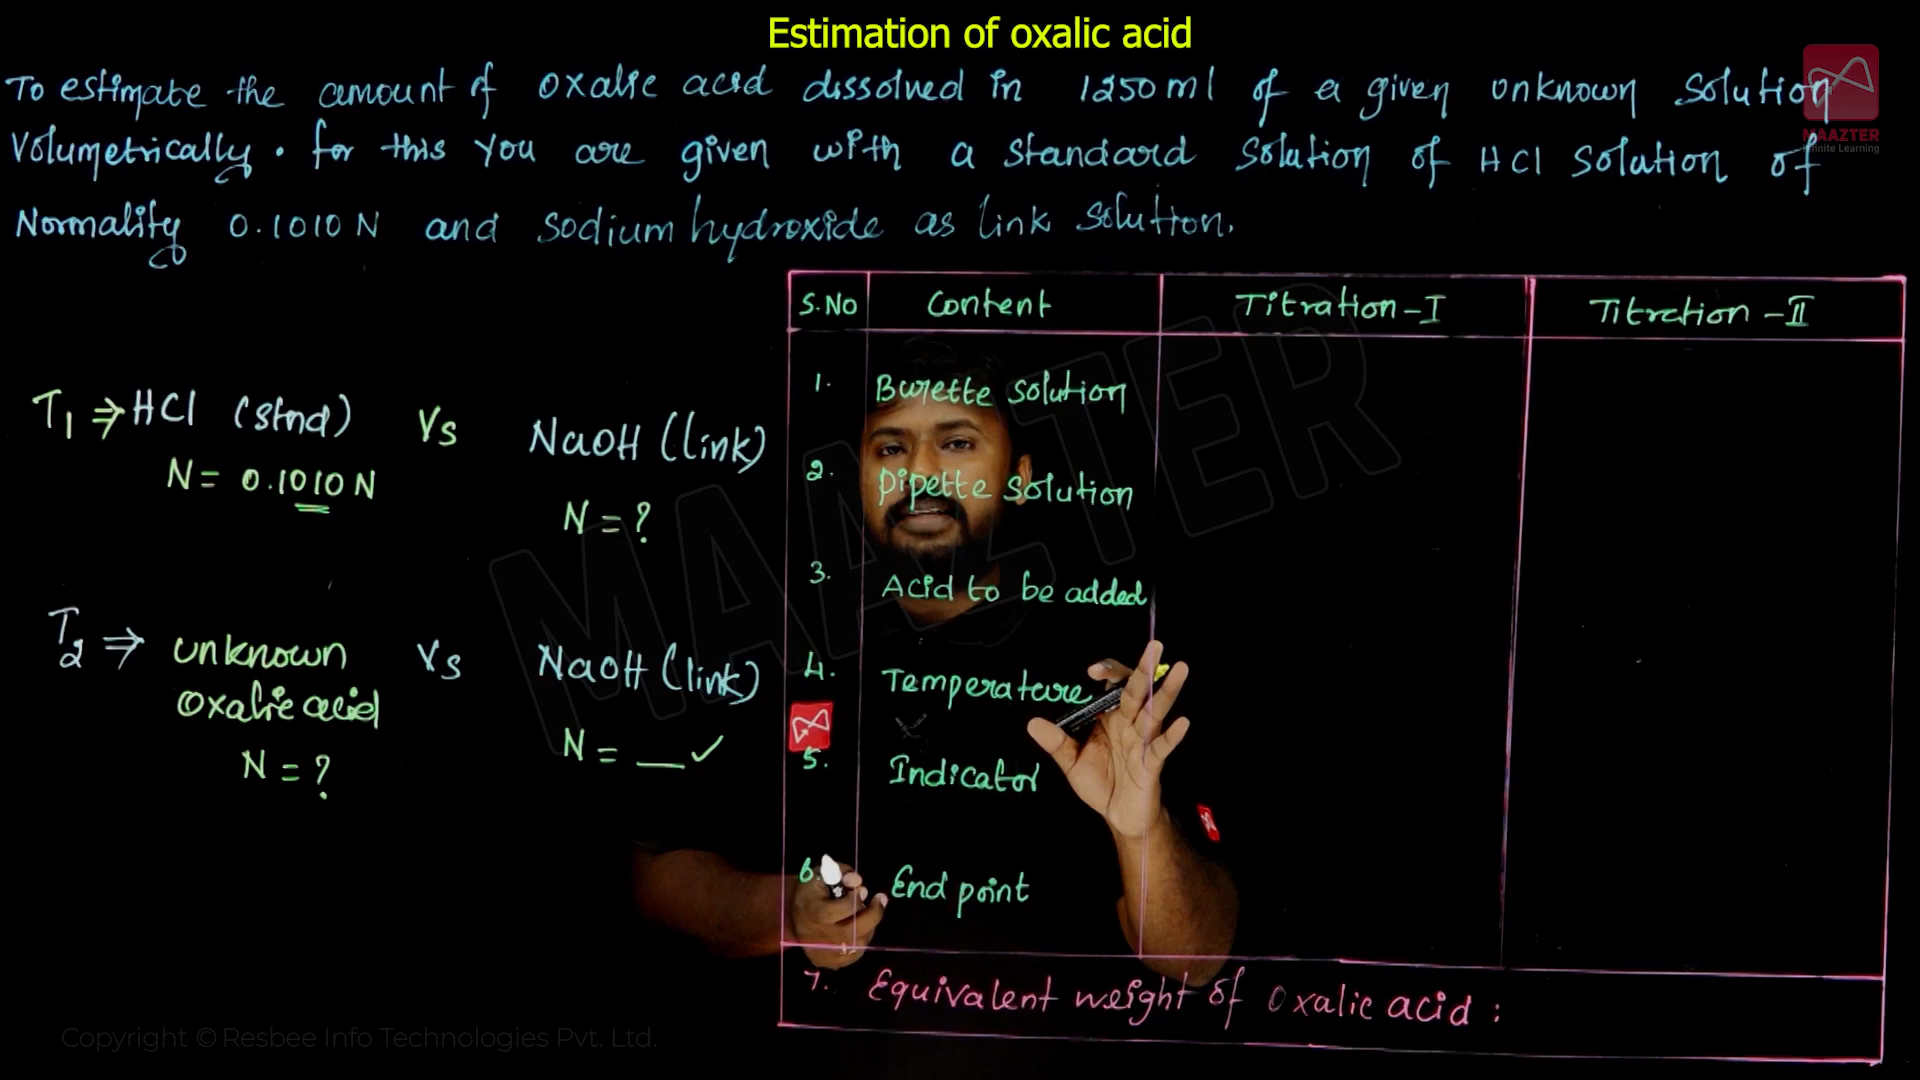 Estimation of oxalic acid
To estimate the amount of oxalic acid dissolved in 1250 ml of a given unknown solution
Volumetrically. for this you are given with a standard solution of HCl solution of
Normality 0.1010 N and sodium hydroxide as link solution.
MAAZTER
Infinite Learning
T1 ⇒ HCl (stnd) Vs NaOH (link)
N = 0.1010 N
N = ?
T2 ⇒ unknown oxalic acid Vs NaOH (link)
N = ?
N = __ ✓
S.No Content Titration - I Titration - II
1. Burette solution
2. Pipette solution
3. Acid to be added
4. Temperature
5. Indicator
6. End point
7. Equivalent weight of oxalic acid :
MAAZTER
Copyright © Resbee Info Technologies Pvt. Ltd.